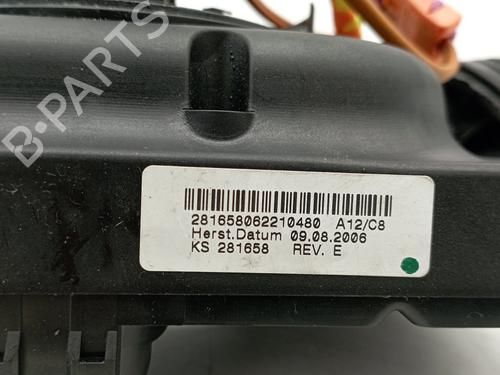 B-PARTS
281658062210480 A12/C8
Herst.Datum 09.08.2006
KS 281658 REV. E